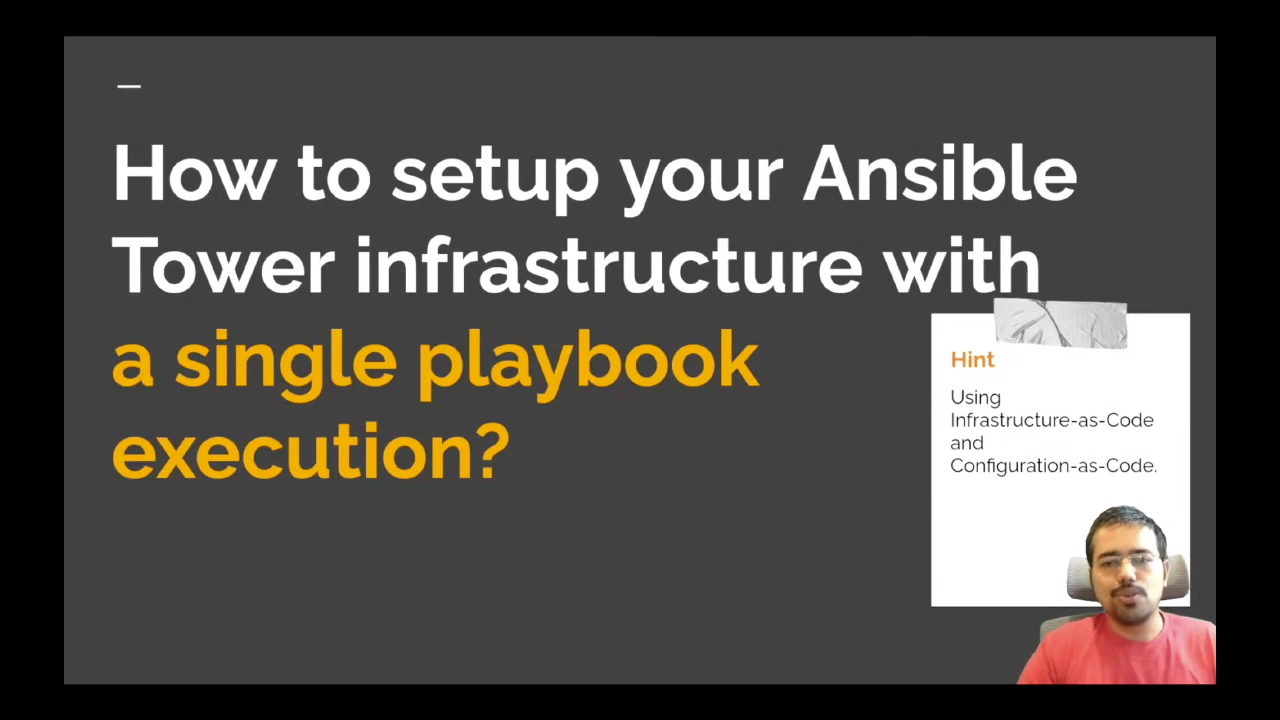 How to setup your Ansible
Tower infrastructure with
a single playbook
execution?
Hint
Using
Infrastructure-as-Code
and
Configuration-as-Code.